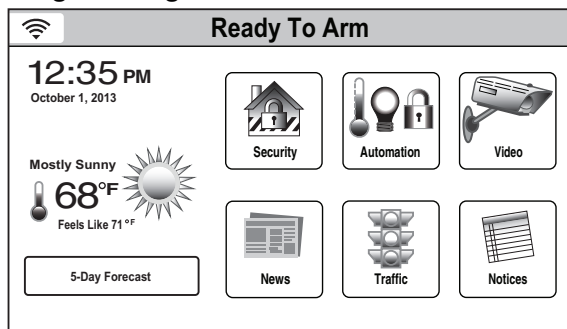 Ready To Arm
12:35 PM
October 1, 2013
Mostly Sunny
68°F
Feels Like 71 °F
5-Day Forecast
Security
Automation
Video
News
Traffic
Notices